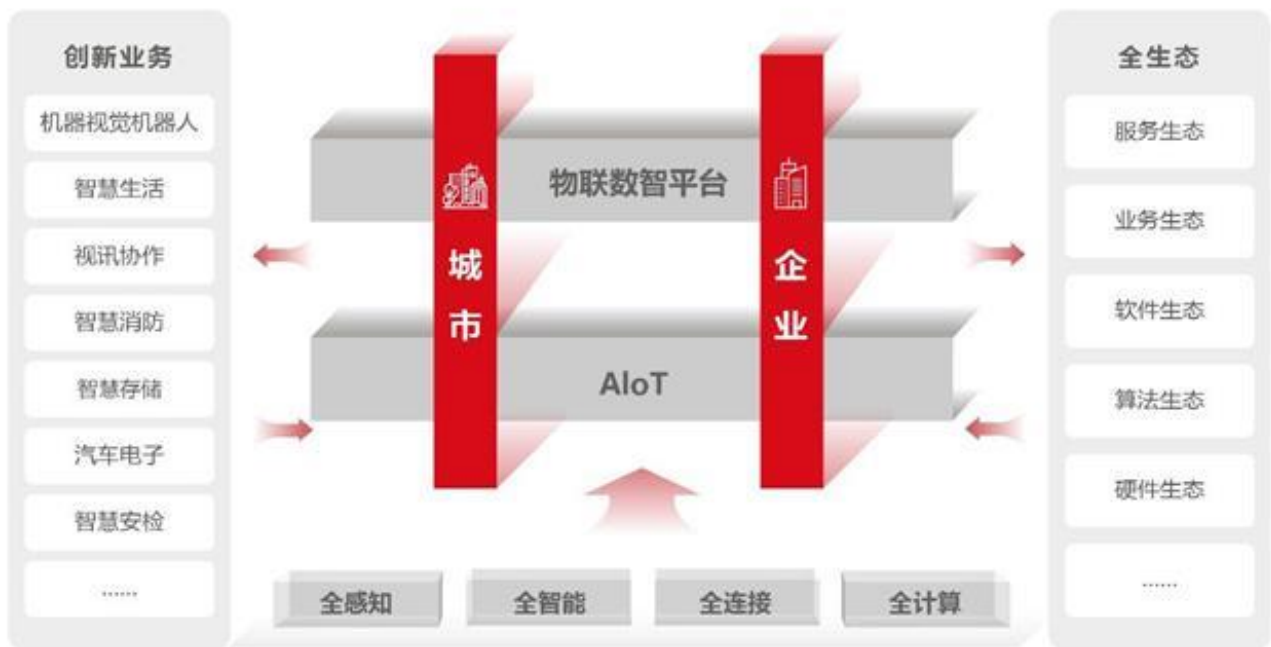 创新业务
机器视觉机器人
智慧生活
视讯协作
智慧消防
智慧存储
汽车电子
智慧安检
......
物联数智平台
城市
企业
AIoT
全感知
全智能
全连接
全计算
全生态
服务生态
业务生态
软件生态
算法生态
硬件生态
......